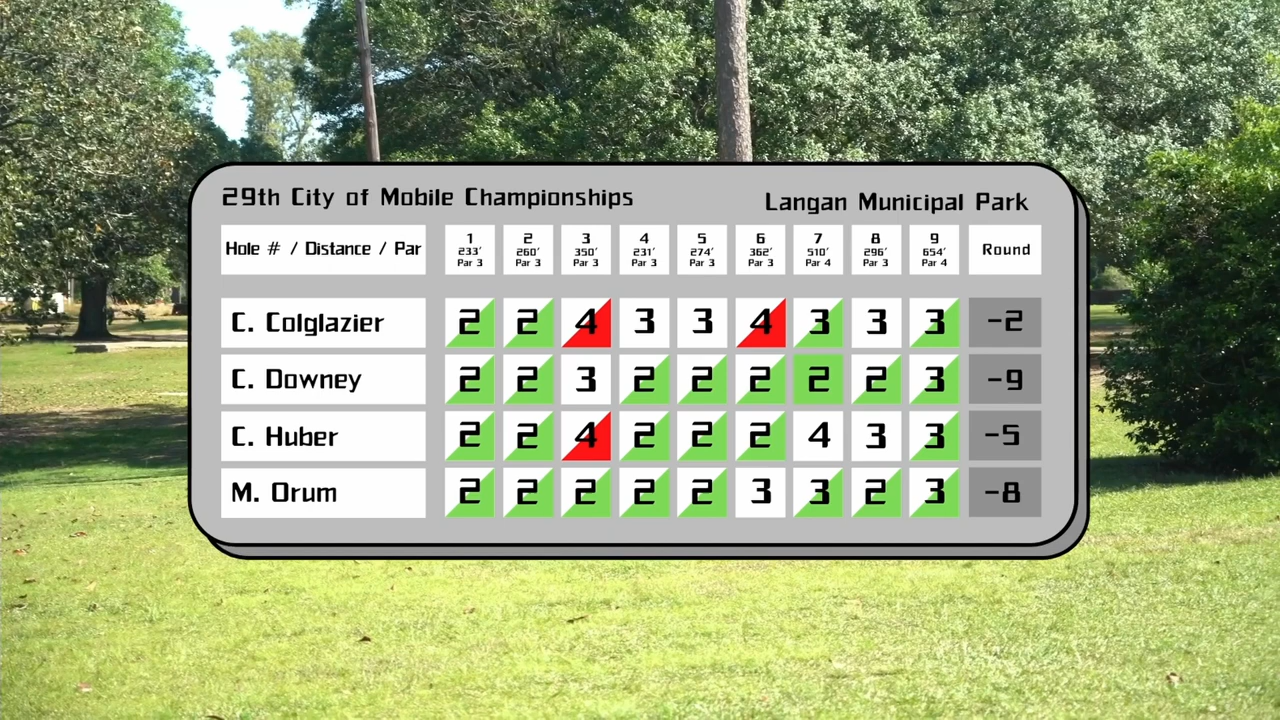 29th City of Mobile Championships Langan Municipal Park
Hole # / Distance / Par 1 2 3 4 5 6 7 8 9 Round
233' 260' 350' 231' 274' 362' 510' 296' 654'
Par 3 Par 3 Par 3 Par 3 Par 3 Par 3 Par 4 Par 3 Par 4
C. Colglazier 2 2 4 3 3 4 3 3 3 -2
C. Downey 2 2 3 2 2 2 2 2 3 -9
C. Huber 2 2 4 2 2 2 4 3 3 -5
M. Orum 2 2 2 2 2 3 3 2 3 -8